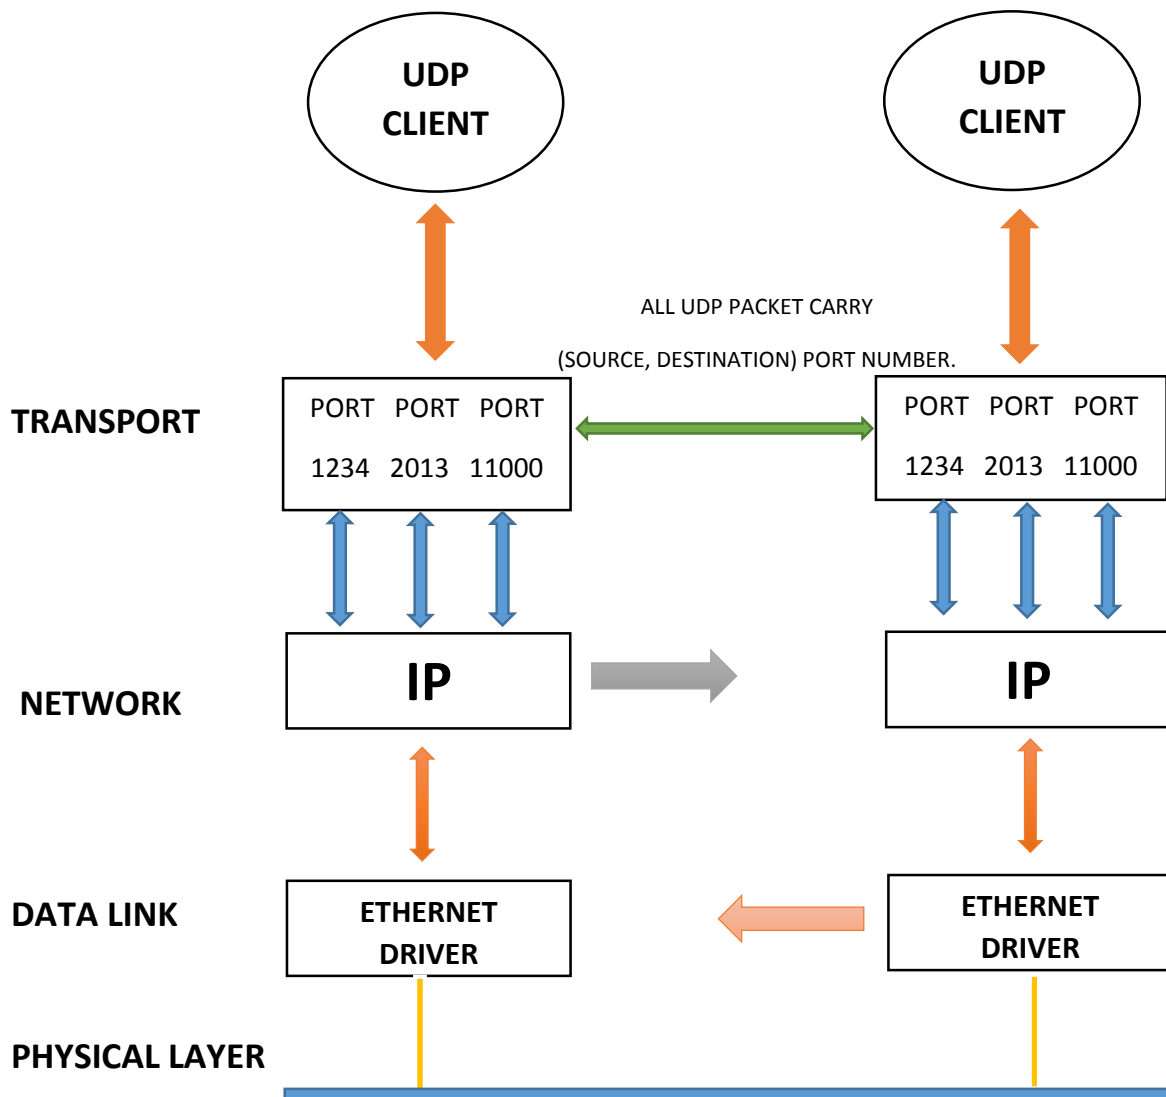 UDP
CLIENT
UDP
CLIENT
ALL UDP PACKET CARRY
(SOURCE, DESTINATION) PORT NUMBER.
TRANSPORT
PORT PORT PORT
1234 2013 11000
PORT PORT PORT
1234 2013 11000
NETWORK
IP
IP
DATA LINK
ETHERNET
DRIVER
ETHERNET
DRIVER
PHYSICAL LAYER